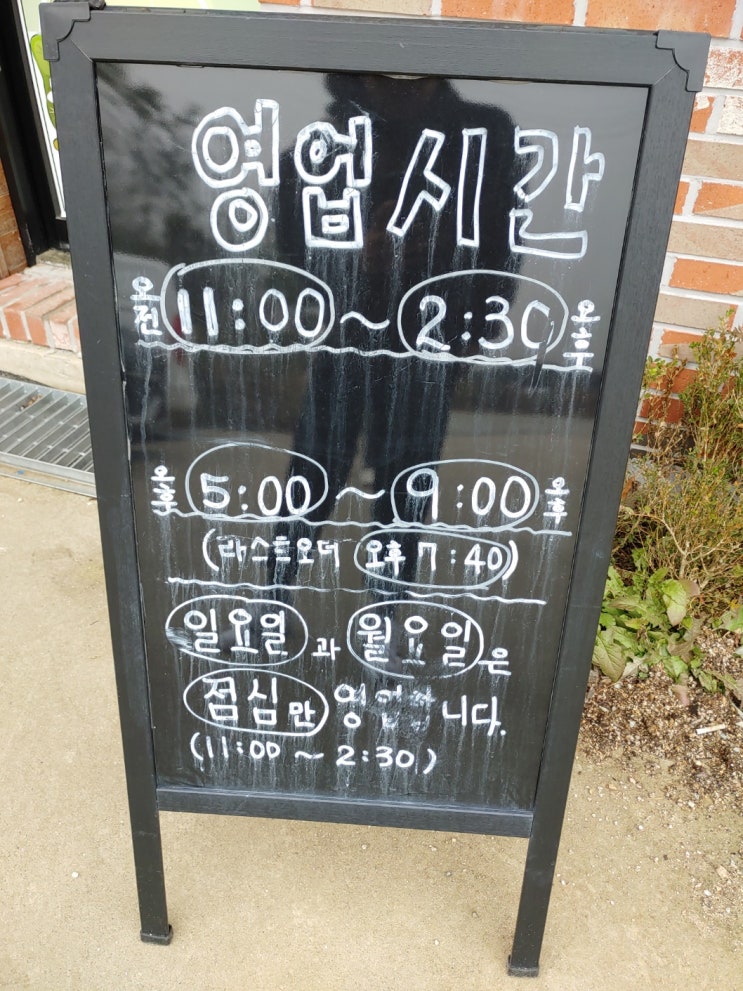 영업시간
오전 11:00 ~ 2:30 오후
오후 5:00 ~ 9:00 오후
(라스트오더 오후 7:40)
일요일과 월요일은
점심만 영업합니다.
(11:00 ~ 2:30)